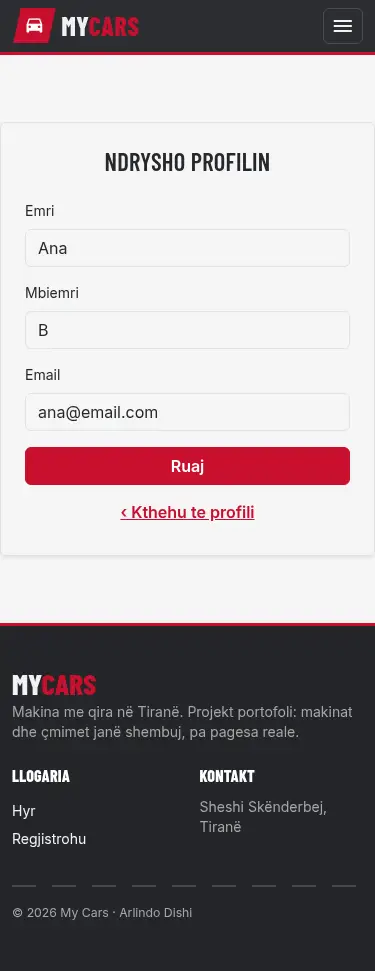 MYCARS
NDRYSHO PROFILIN
Emri
Ana
Mbiemri
B
Email
ana@email.com
Ruaj
‹ Kthehu te profili
MYCARS
Makina me qira në Tiranë. Projekt portofoli: makinat
dhe çmimet janë shembuj, pa pagesa reale.
LLOGARIA
Hyr
Regjistrohu
KONTAKT
Sheshi Skënderbej,
Tiranë
© 2026 My Cars · Arlindo Dishi